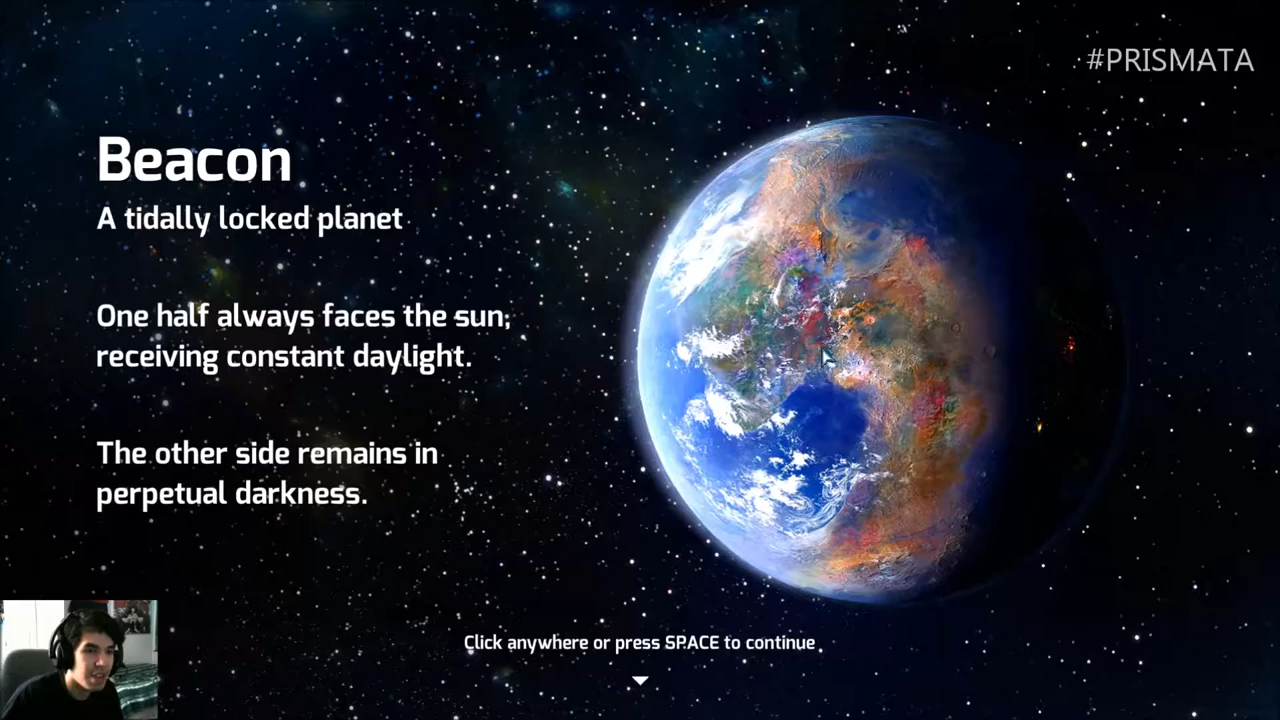 #PRISMATA
Beacon
A tidally locked planet
One half always faces the sun,
receiving constant daylight.
The other side remains in
perpetual darkness.
Click anywhere or press SPACE to continue